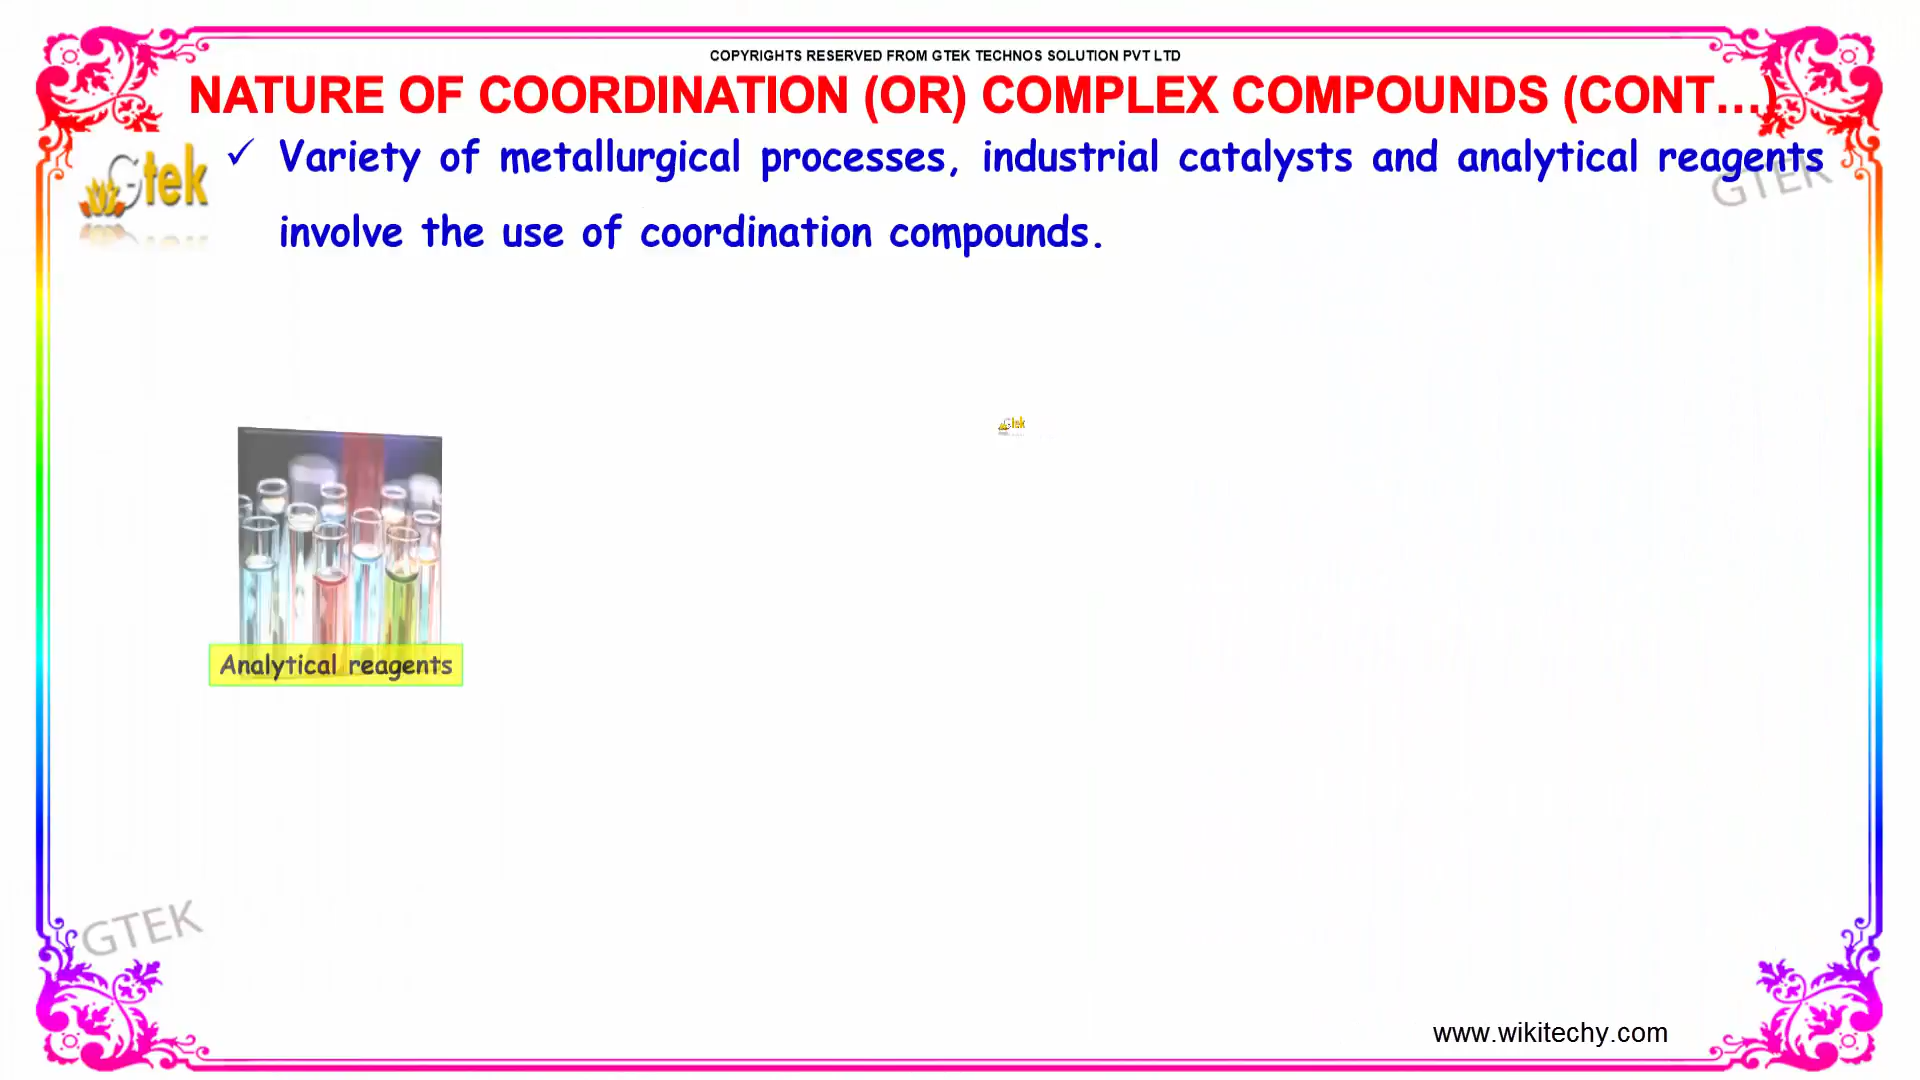 COPYRIGHTS RESERVED FROM GTEK TECHNOS SOLUTION PVT LTD
NATURE OF COORDINATION (OR) COMPLEX COMPOUNDS (CONT....)
Gtek
✓ Variety of metallurgical processes, industrial catalysts and analytical reagents
GTEK
involve the use of coordination compounds.
Gtek
Analytical reagents
GTEK
www.wikitechy.com